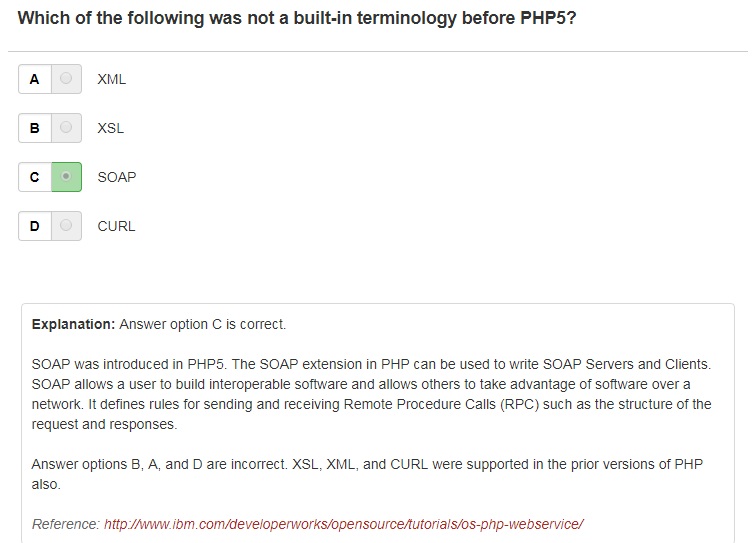 Which of the following was not a built-in terminology before PHP5?
A XML
B XSL
C SOAP
D CURL
Explanation: Answer option C is correct.
SOAP was introduced in PHP5. The SOAP extension in PHP can be used to write SOAP Servers and Clients.
SOAP allows a user to build interoperable software and allows others to take advantage of software over a
network. It defines rules for sending and receiving Remote Procedure Calls (RPC) such as the structure of the
request and responses.
Answer options B, A, and D are incorrect. XSL, XML, and CURL were supported in the prior versions of PHP
also.
Reference: http://www.ibm.com/developerworks/opensource/tutorials/os-php-webservice/